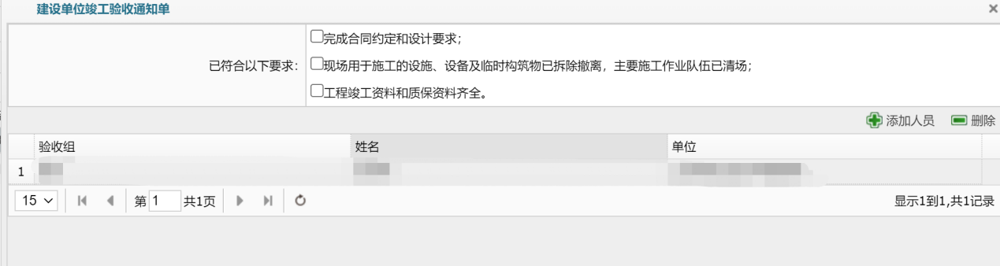 建设单位竣工验收通知单
已符合以下要求：
完成合同约定和设计要求；
现场用于施工的设施、设备及临时构筑物已拆除撤离，主要施工作业队伍已清场；
工程竣工资料和质保资料齐全。
添加人员 删除
验收组 姓名 单位
1
15 第 1 共1页 显示1到1,共1记录